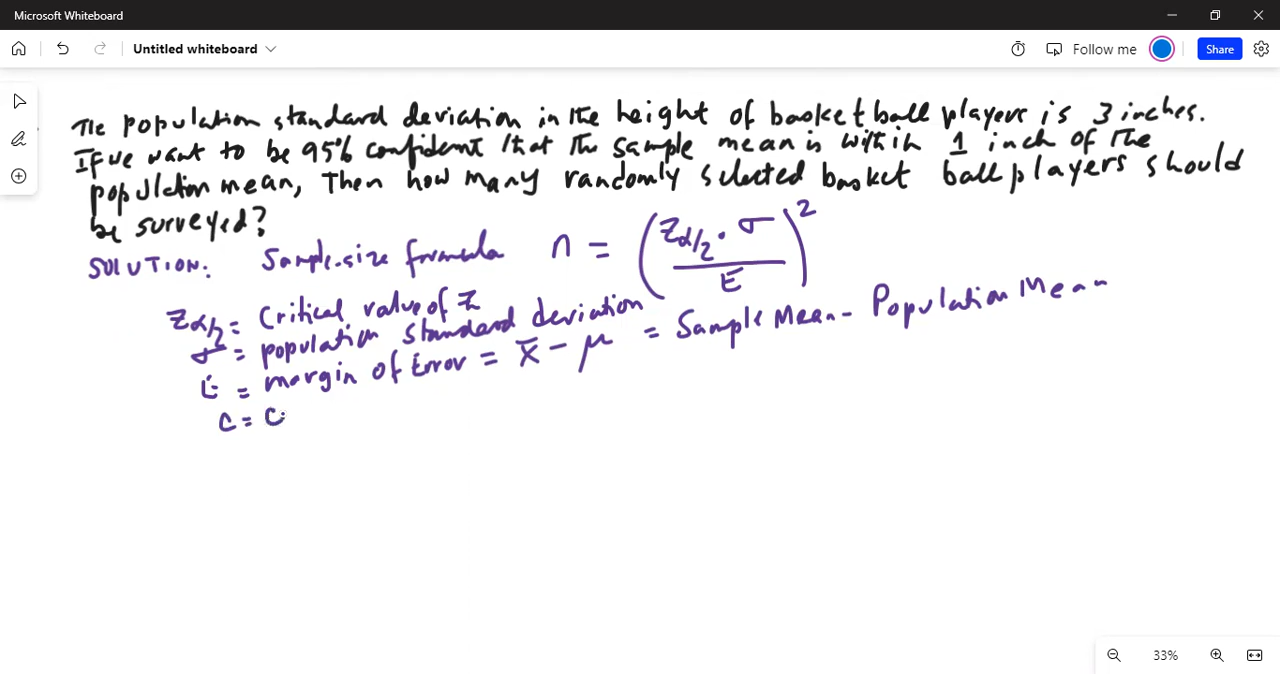 Microsoft Whiteboard
Untitled whiteboard
Follow me
Share
The population standard deviation in the height of basket ball players is 3 inches.
If we want to be 95% confident that the sample mean is within 1 inch of the
population mean, Then how many randomly selected basket ball players should
be surveyed?
SOLUTION: Sample size formula n = (Zα/2 · σ / E)²
Zα/2 = Critical value of Z
σ = population standard deviation
E = margin of Error = x̄ − μ = Sample Mean - Population Mean
C = C
33%